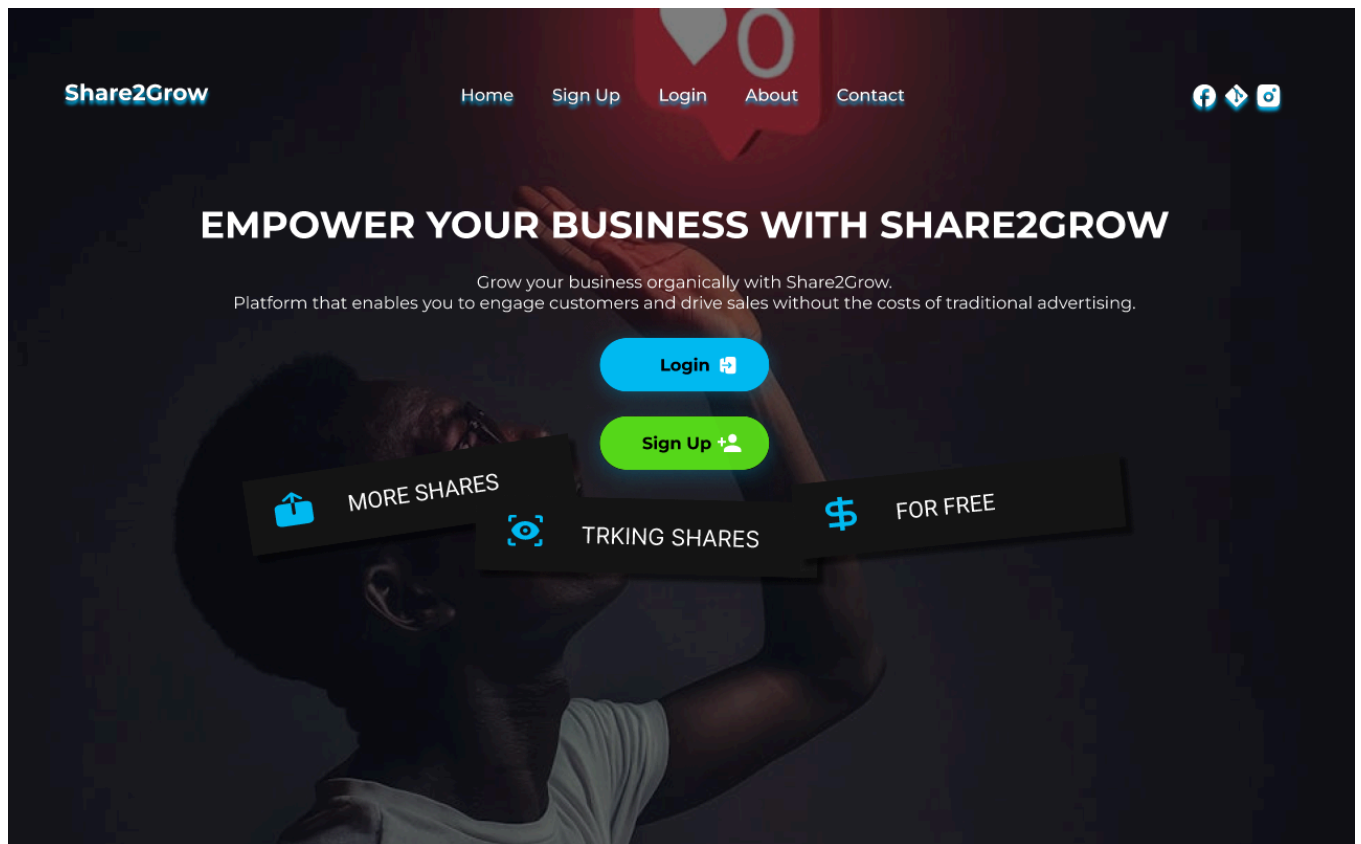 Share2Grow
Home Sign Up Login About Contact
0
EMPOWER YOUR BUSINESS WITH SHARE2GROW
Grow your business organically with Share2Grow.
Platform that enables you to engage customers and drive sales without the costs of traditional advertising.
Login
Sign Up
MORE SHARES
TRKING SHARES
FOR FREE